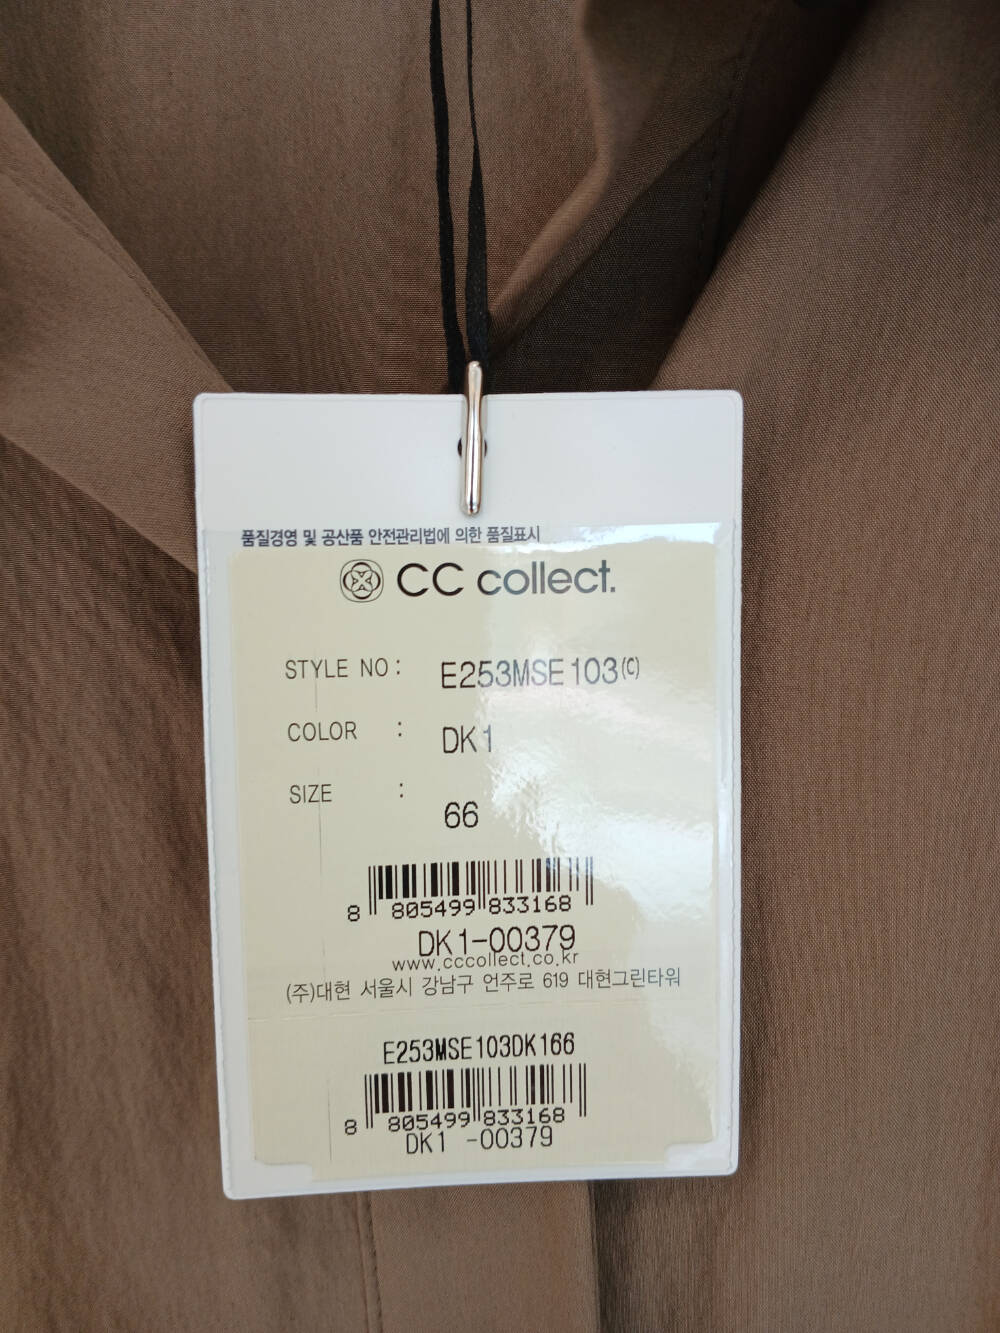 품질경영 및 공산품 안전관리법에 의한 품질표시
CC collect.
STYLE NO : E253MSE103(C)
COLOR : DK1
SIZE : 66
8 805499 833168
DK1-00379
www.cccollect.co.kr
(주)대현 서울시 강남구 언주로 619 대현그린타워
E253MSE103DK166
8 805499 833168
DK1 -00379